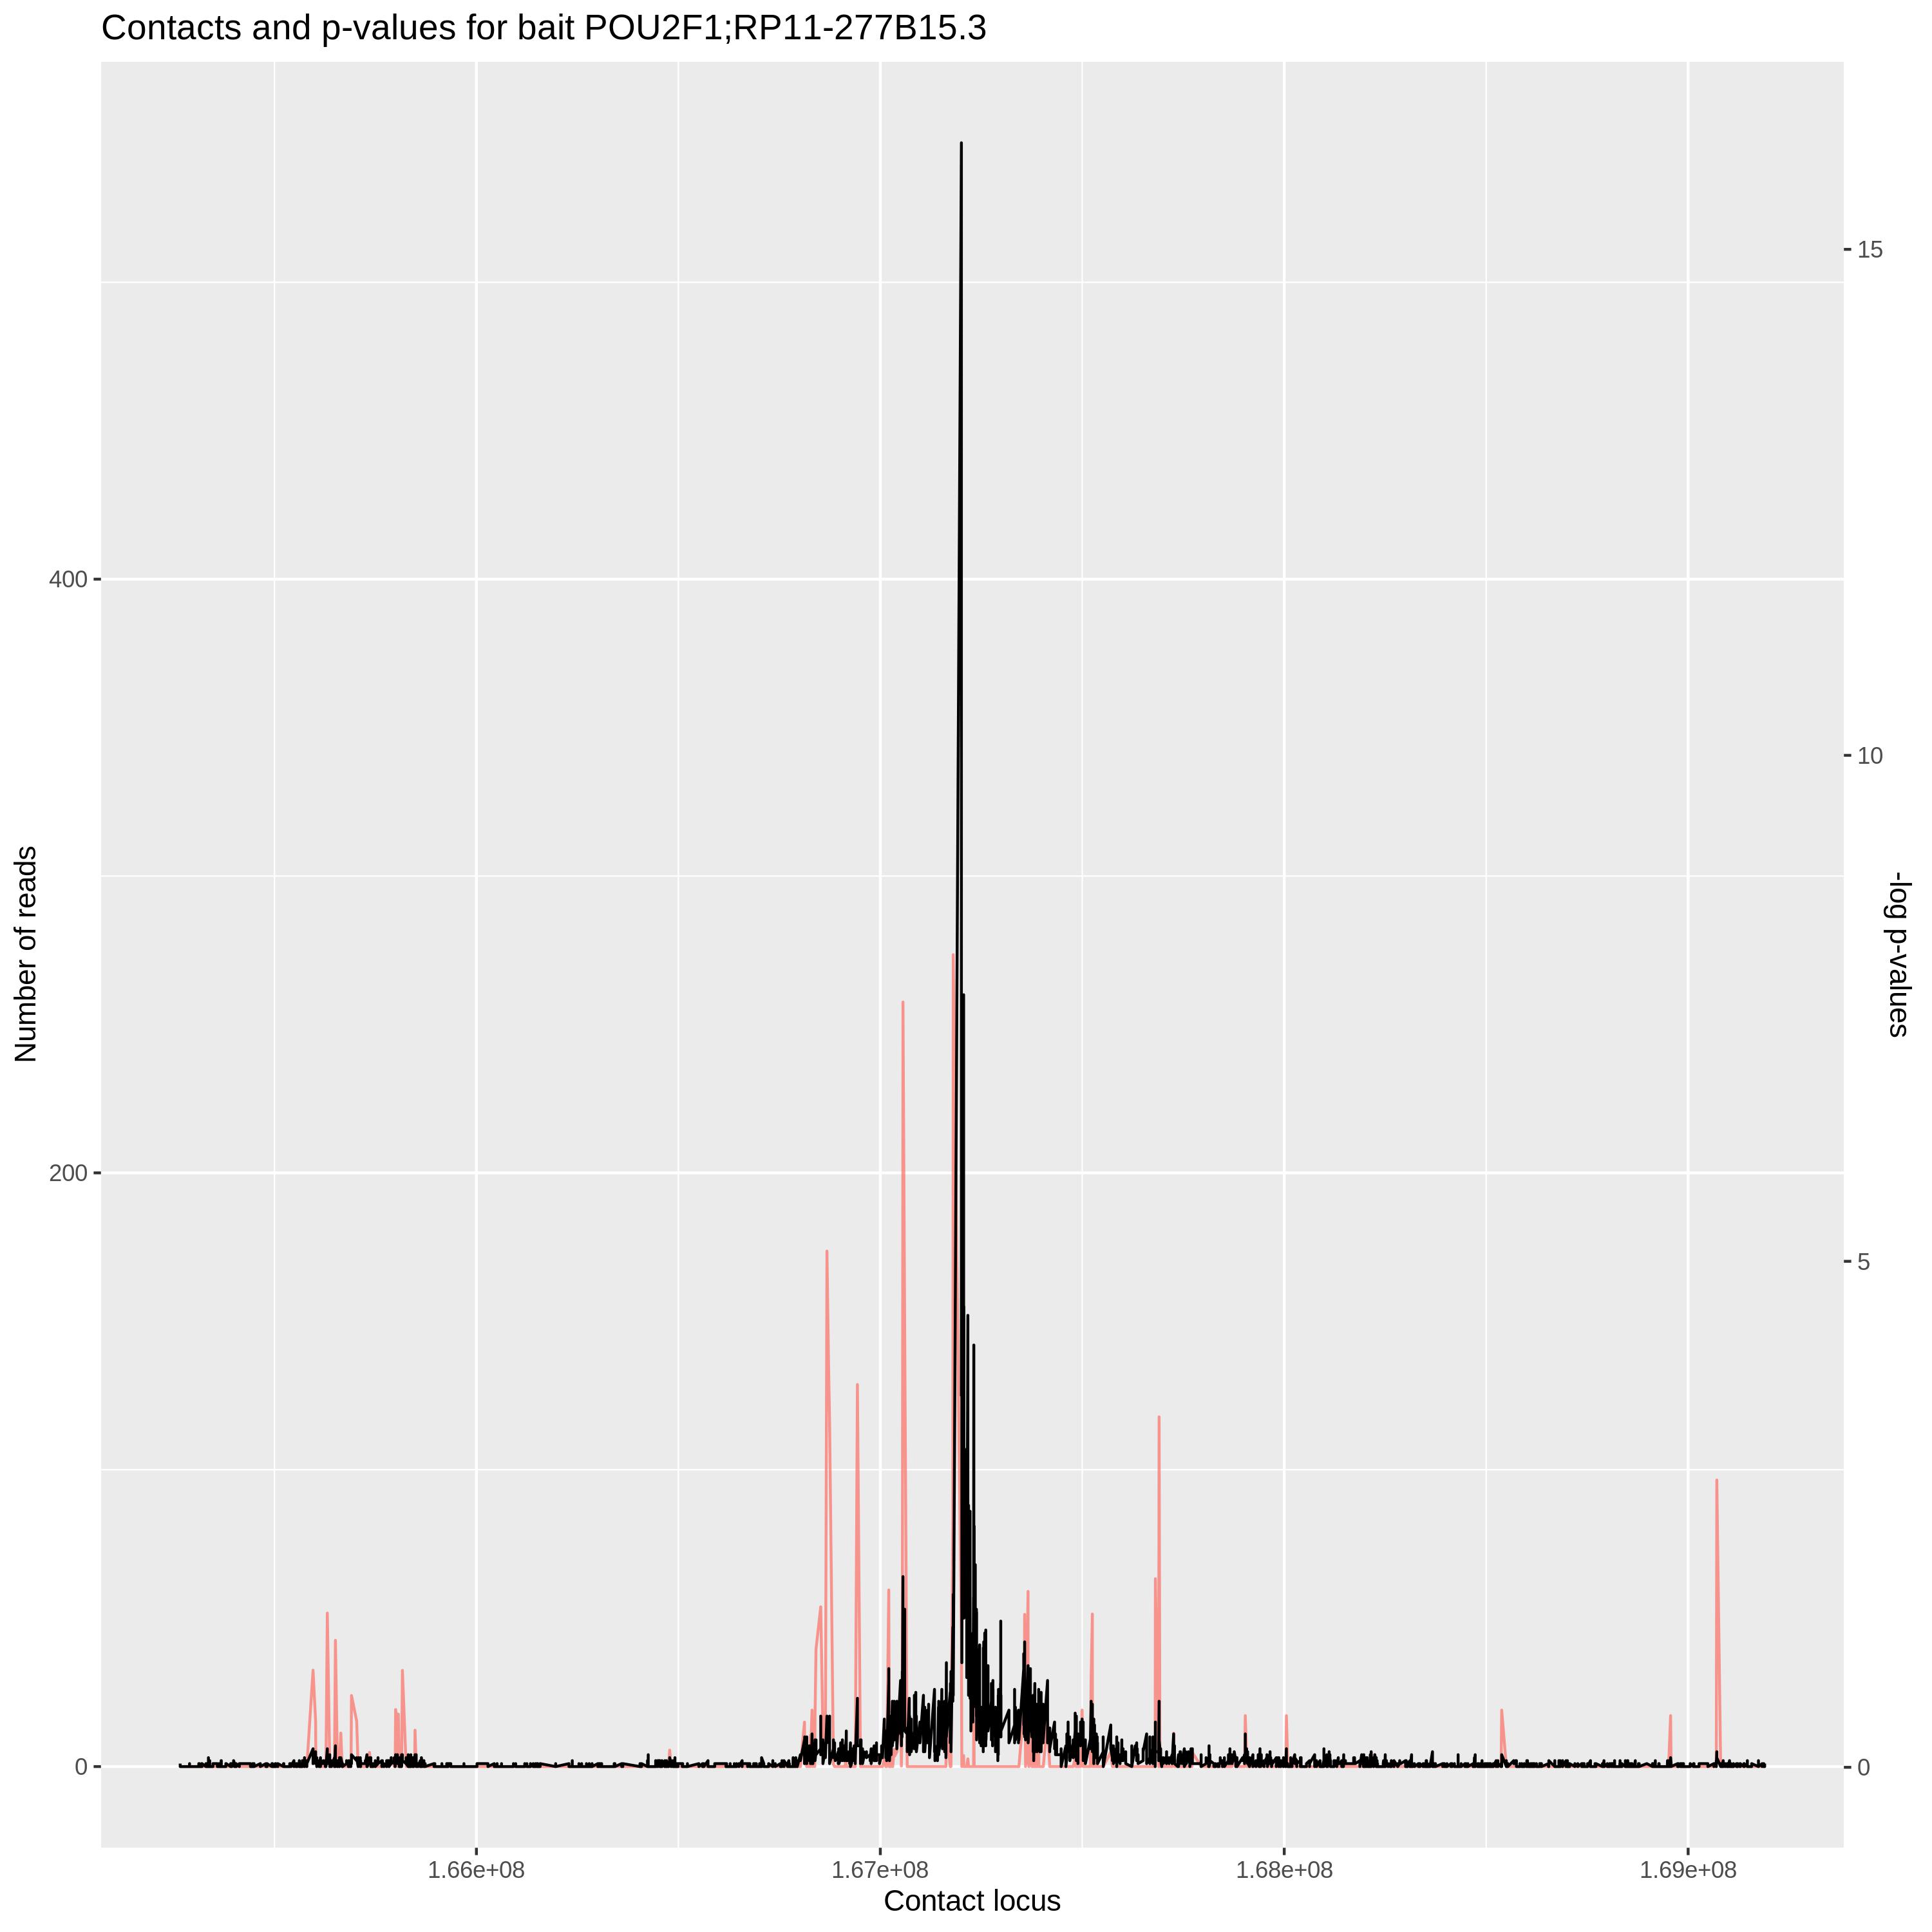 Contacts and p-values for bait POU2F1;RP11-277B15.3
Number of reads
400
200
0
15
10
5
0
-log p-values
1.66e+08
1.67e+08
1.68e+08
1.69e+08
Contact locus